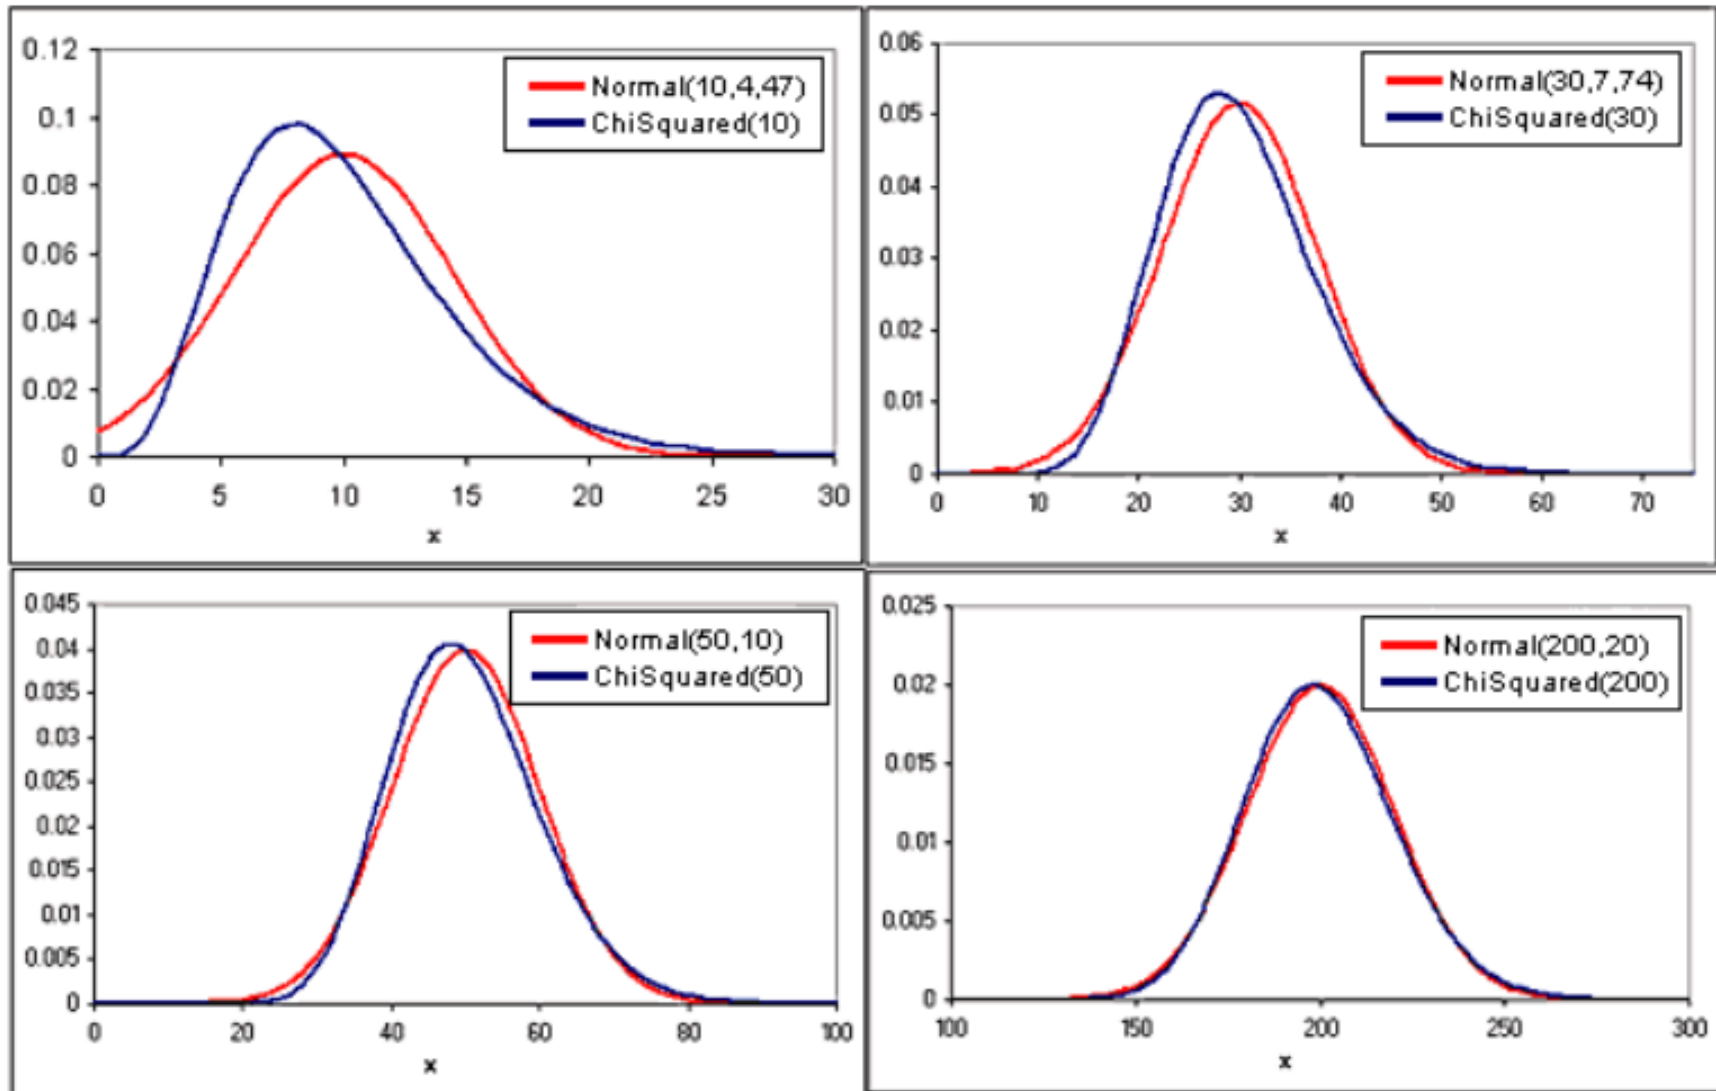 0.12
0.1
0.08
0.06
0.04
0.02
0
0 5 10 15 20 25 30
x
Normal(10,4,47)
ChiSquared(10)
0.06
0.05
0.04
0.03
0.02
0.01
0
0 10 20 30 40 50 60 70
x
Normal(30,7,74)
ChiSquared(30)
0.045
0.04
0.035
0.03
0.025
0.02
0.015
0.01
0.005
0
0 20 40 60 80 100
x
Normal(50,10)
ChiSquared(50)
0.025
0.02
0.015
0.01
0.005
0
100 150 200 250 300
x
Normal(200,20)
ChiSquared(200)